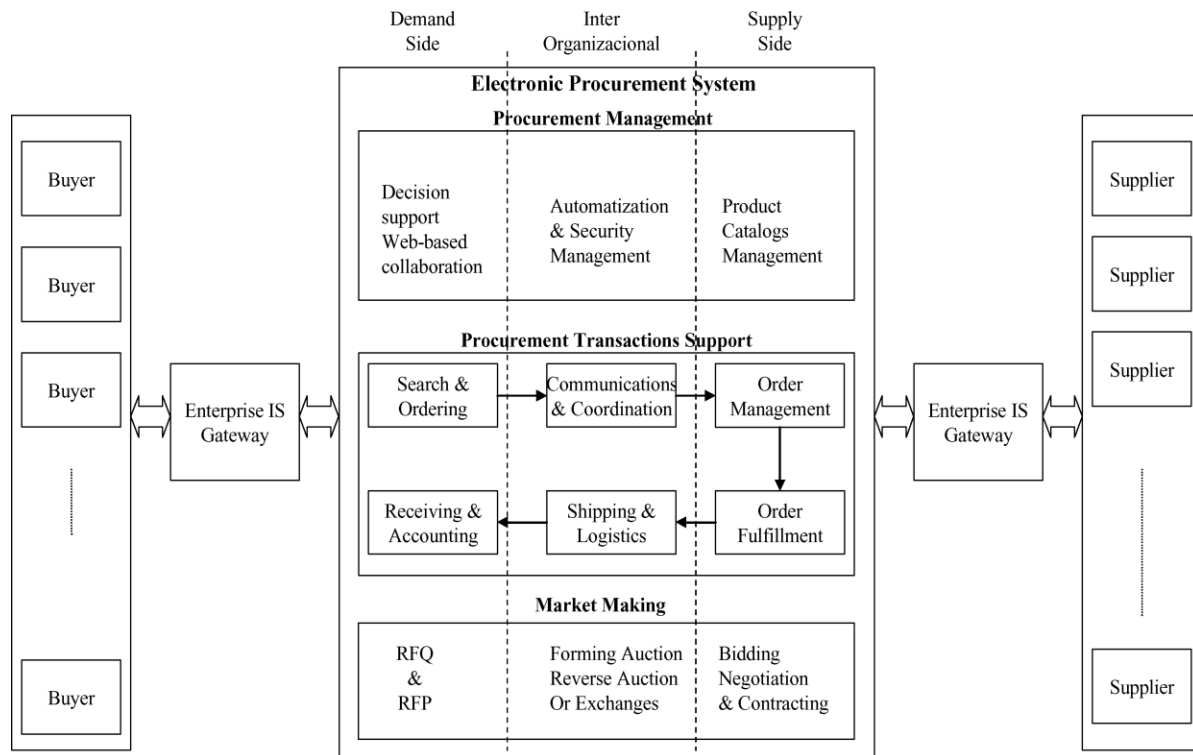 Demand
Side
Inter
Organizacional
Supply
Side
Electronic Procurement System
Procurement Management
Decision
support
Web-based
collaboration
Automatization
& Security
Management
Product
Catalogs
Management
Procurement Transactions Support
Search &
Ordering
Communications
& Coordination
Order
Management
Receiving &
Accounting
Shipping &
Logistics
Order
Fulfillment
Market Making
RFQ
&
RFP
Forming Auction
Reverse Auction
Or Exchanges
Bidding
Negotiation
& Contracting
Buyer
Buyer
Buyer
Buyer
Enterprise IS
Gateway
Enterprise IS
Gateway
Supplier
Supplier
Supplier
Supplier